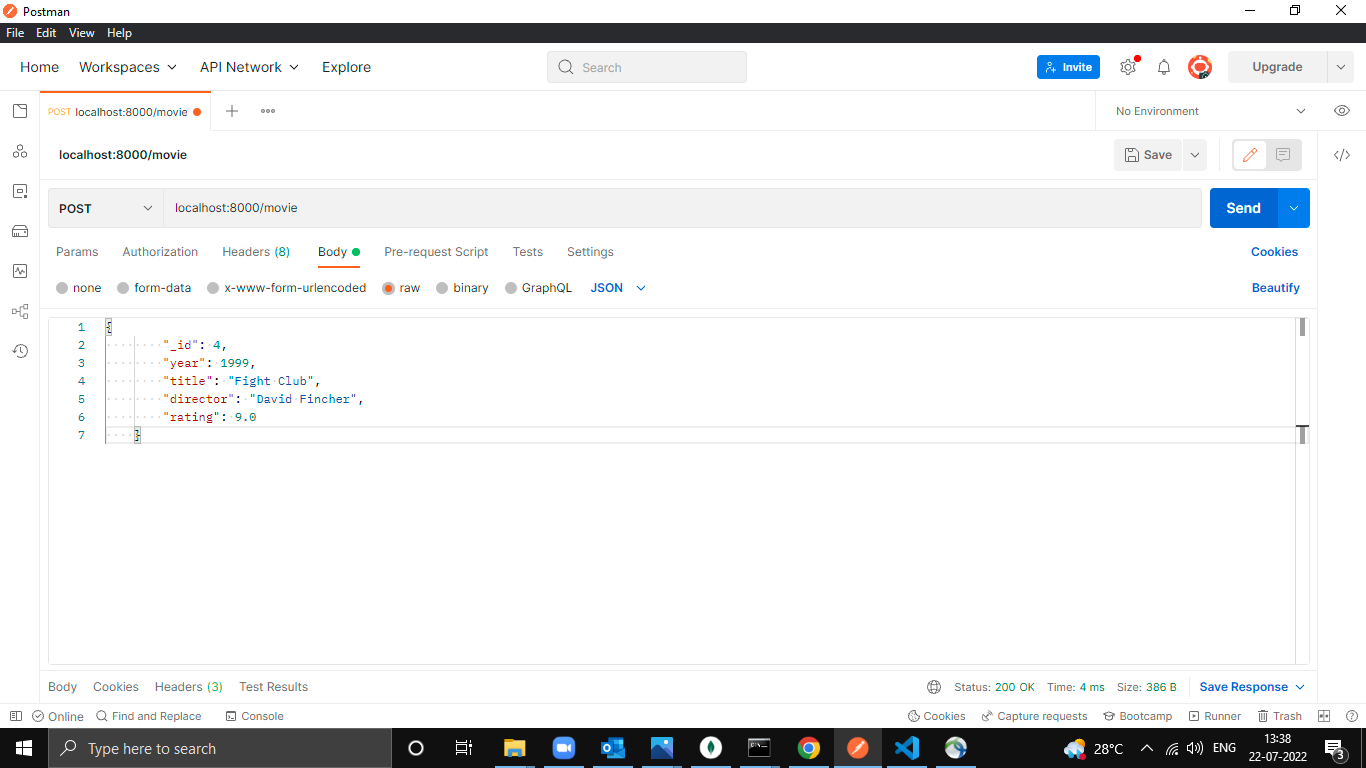 Postman
File Edit View Help
Home Workspaces API Network Explore Search Invite Upgrade
POST localhost:8000/movie No Environment
localhost:8000/movie Save
POST localhost:8000/movie Send
Params Authorization Headers (8) Body Pre-request Script Tests Settings Cookies
none form-data x-www-form-urlencoded raw binary GraphQL JSON Beautify
1 {
2 "_id": 4,
3 "year": 1999,
4 "title": "Fight Club",
5 "director": "David Fincher",
6 "rating": 9.0
7 }
Body Cookies Headers (3) Test Results Status: 200 OK Time: 4 ms Size: 386 B Save Response
Online Find and Replace Console Cookies Capture requests Bootcamp Runner Trash
Type here to search 28°C ENG 13:38
22-07-2022 3